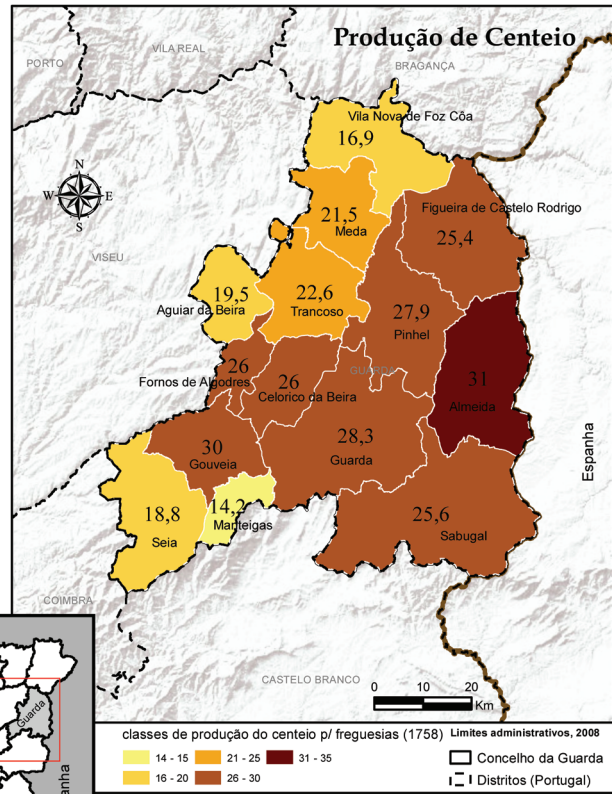 Produção de Centeio
PORTO
VILA REAL
BRAGANÇA
Vila Nova de Foz Côa
16,9
N
W E
S
Figueira de Castelo Rodrigo
21,5
Meda
25,4
VISEU
19,5
Aguiar da Beira
22,6
Trancoso
27,9
Pinhel
26
Fornos de Algodres
26
Celorico da Beira
GUARDA
31
Almeida
30
Gouveia
28,3
Guarda
Espanha
18,8
Seia
14,2
Manteigas
25,6
Sabugal
COIMBRA
CASTELO BRANCO
0 10 20
Km
Guarda
anha
classes de produção do centeio p/ freguesias (1758)
14 - 15
21 - 25
31 - 35
16 - 20
26 - 30
Limites administrativos, 2008
Concelho da Guarda
Distritos (Portugal)